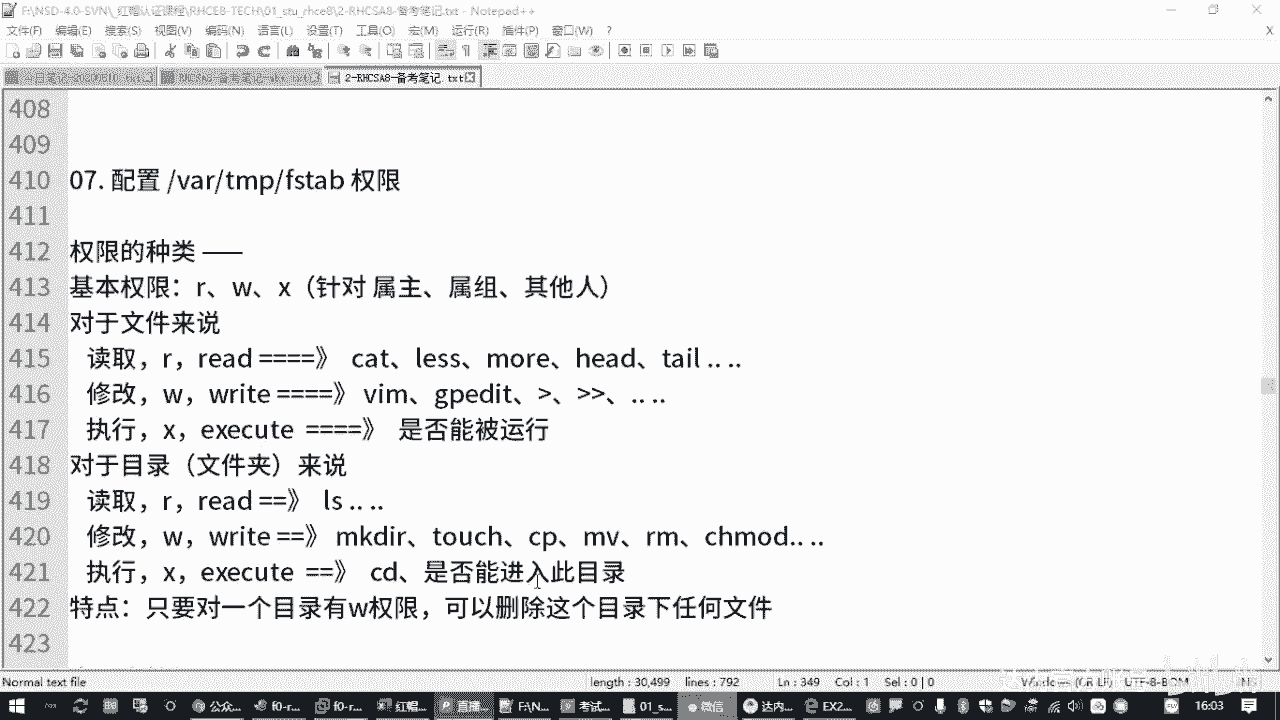 F:\NSD-4.0-SVN\_红帽认证课程\RHCE8-TECH\01_stu_rhce8\2-RHCSA8-备考笔记.txt - Notepad++
文件(F) 编辑(E) 搜索(S) 视图(V) 编码(N) 语言(L) 设置(T) 工具(O) 宏(M) 运行(R) 插件(P) 窗口(W) ? X
2-RHCSA8-备考笔记.txt
408
409
410 07. 配置 /var/tmp/fstab 权限
411
412 权限的种类 ——
413 基本权限：r、w、x（针对 属主、属组、其他人）
414 对于文件来说
415 读取，r，read ====》 cat、less、more、head、tail .. ..
416 修改，w，write ====》 vim、gpedit、>、>>、.. ..
417 执行，x，execute ====》 是否能被运行
418 对于目录（文件夹）来说
419 读取，r，read ==》 ls .. ..
420 修改，w，write ==》 mkdir、touch、cp、mv、rm、chmod.. ..
421 执行，x，execute ==》 cd、是否能进入此目录
422 特点：只要对一个目录有w权限，可以删除这个目录下任何文件
423
Normal text file length : 30,499 lines : 792 Ln : 349 Col : 1 Sel : 0 | 0 Windows (CR LF) UTF-8-BOM
公众... f0-r... f0-r... 红帽... 直播... F:\N... 考试... 01_s... 微信 达内... EX2... 16:03